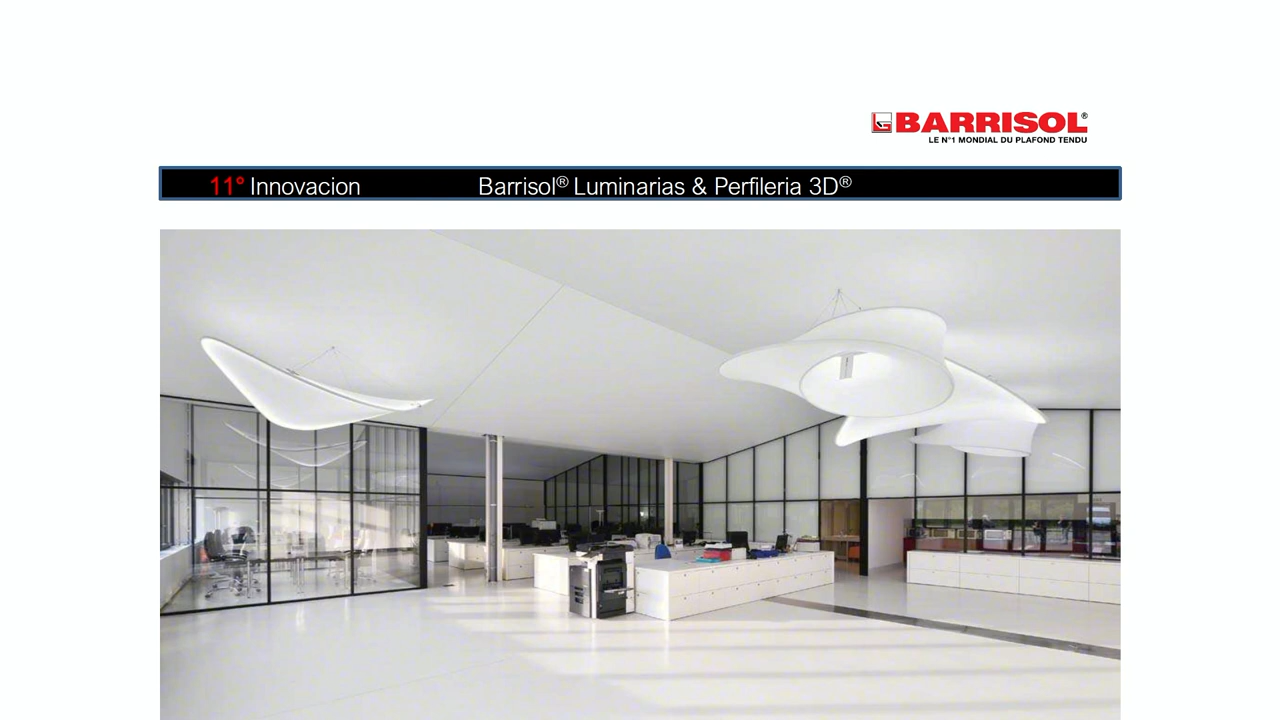 BARRISOL®
LE N°1 MONDIAL DU PLAFOND TENDU
11° Innovacion Barrisol® Luminarias & Perfileria 3D®